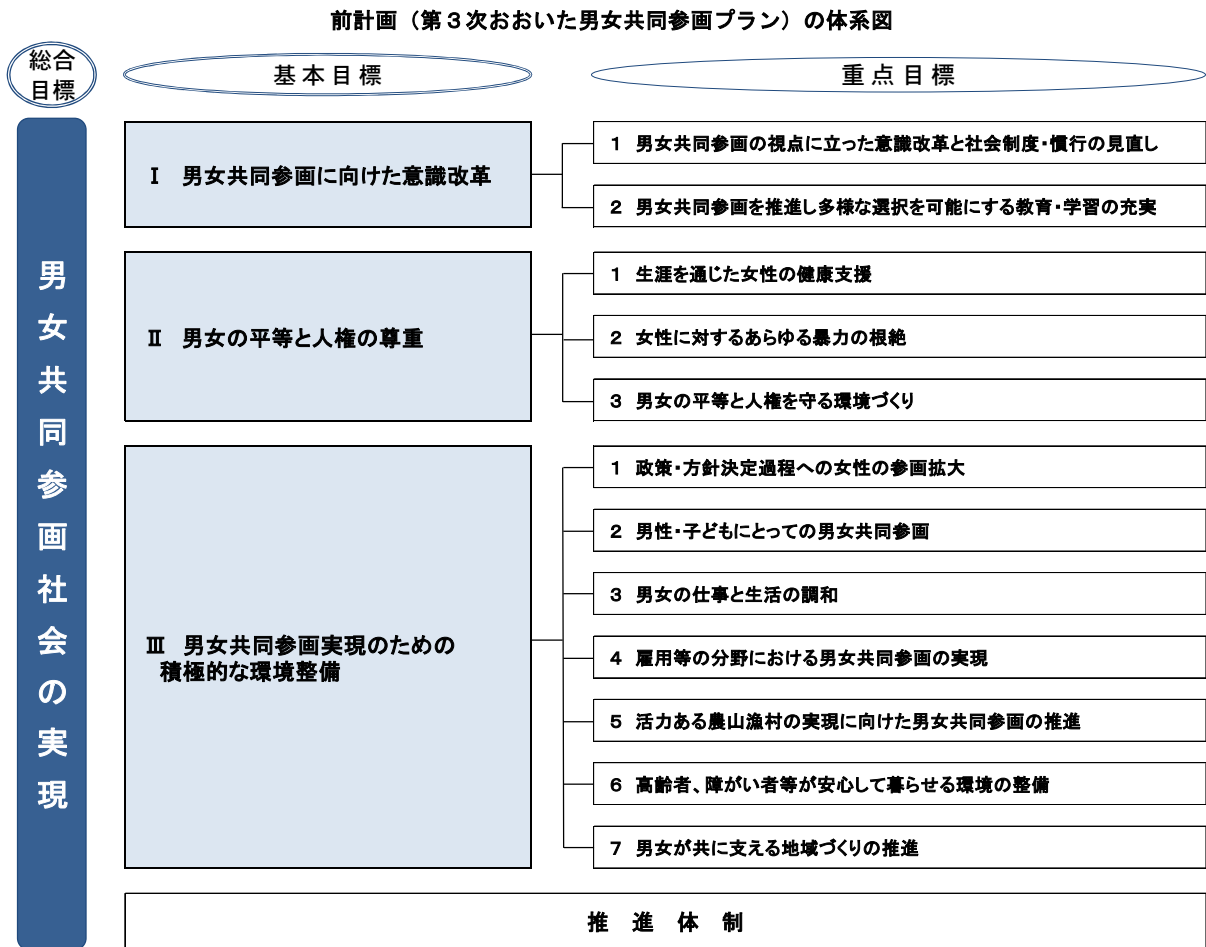 前計画（第３次おおいた男女共同参画プラン）の体系図
総合
目標
基本目標
重点目標
男女共同参画社会の実現
Ⅰ 男女共同参画に向けた意識改革
１ 男女共同参画の視点に立った意識改革と社会制度・慣行の見直し
２ 男女共同参画を推進し多様な選択を可能にする教育・学習の充実
Ⅱ 男女の平等と人権の尊重
１ 生涯を通じた女性の健康支援
２ 女性に対するあらゆる暴力の根絶
３ 男女の平等と人権を守る環境づくり
Ⅲ 男女共同参画実現のための
積極的な環境整備
１ 政策・方針決定過程への女性の参画拡大
２ 男性・子どもにとっての男女共同参画
３ 男女の仕事と生活の調和
４ 雇用等の分野における男女共同参画の実現
５ 活力ある農山漁村の実現に向けた男女共同参画の推進
６ 高齢者、障がい者等が安心して暮らせる環境の整備
７ 男女が共に支える地域づくりの推進
推進体制